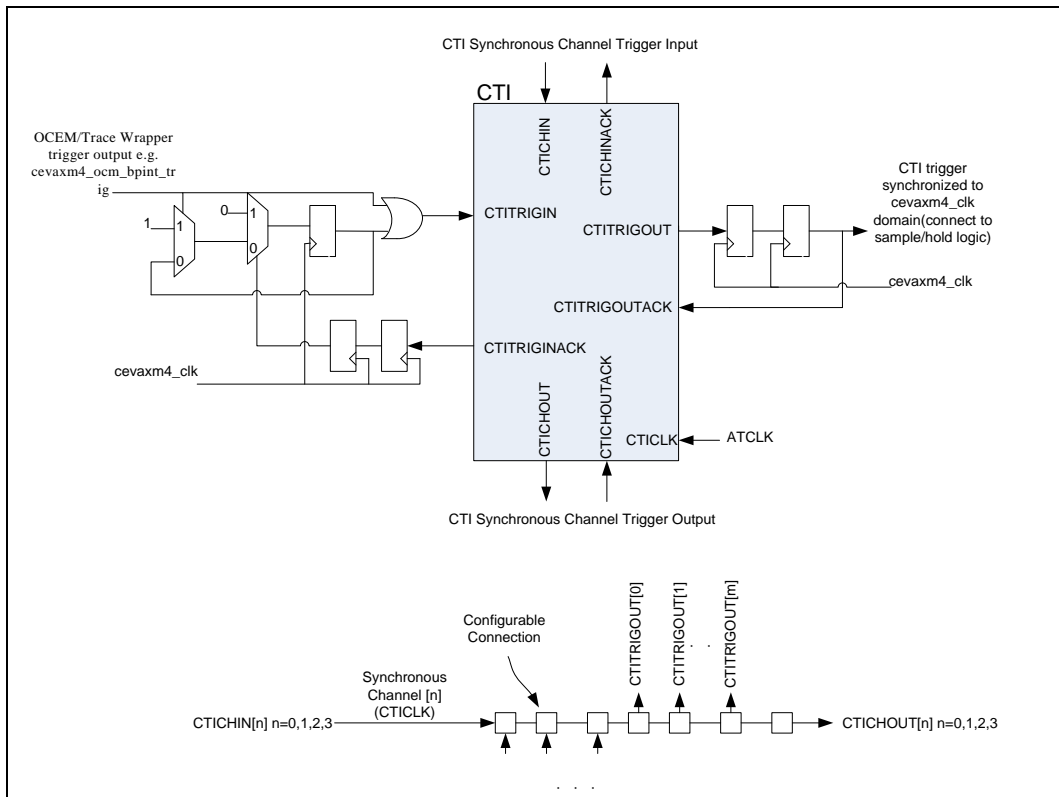 CTI Synchronous Channel Trigger Input
CTI
CTICHIN
CTICHINACK
OCEM/Trace Wrapper
trigger output e.g.
cevaxm4_ocm_bpint_tr
ig
0
1
1
1
0
0
CTITRIGIN
CTITRIGOUT
CTI trigger
synchronized to
cevaxm4_clk
domain(connect to
sample/hold logic)
cevaxm4_clk
CTITRIGOUTACK
CTITRIGINACK
cevaxm4_clk
CTICHOUT
CTICHOUTACK
CTICLK
ATCLK
CTI Synchronous Channel Trigger Output
Configurable
Connection
CTITRIGOUT[0]
CTITRIGOUT[1]
. .
CTITRIGOUT[m]
Synchronous
Channel [n]
(CTICLK)
CTICHIN[n] n=0,1,2,3
CTICHOUT[n] n=0,1,2,3
. . .